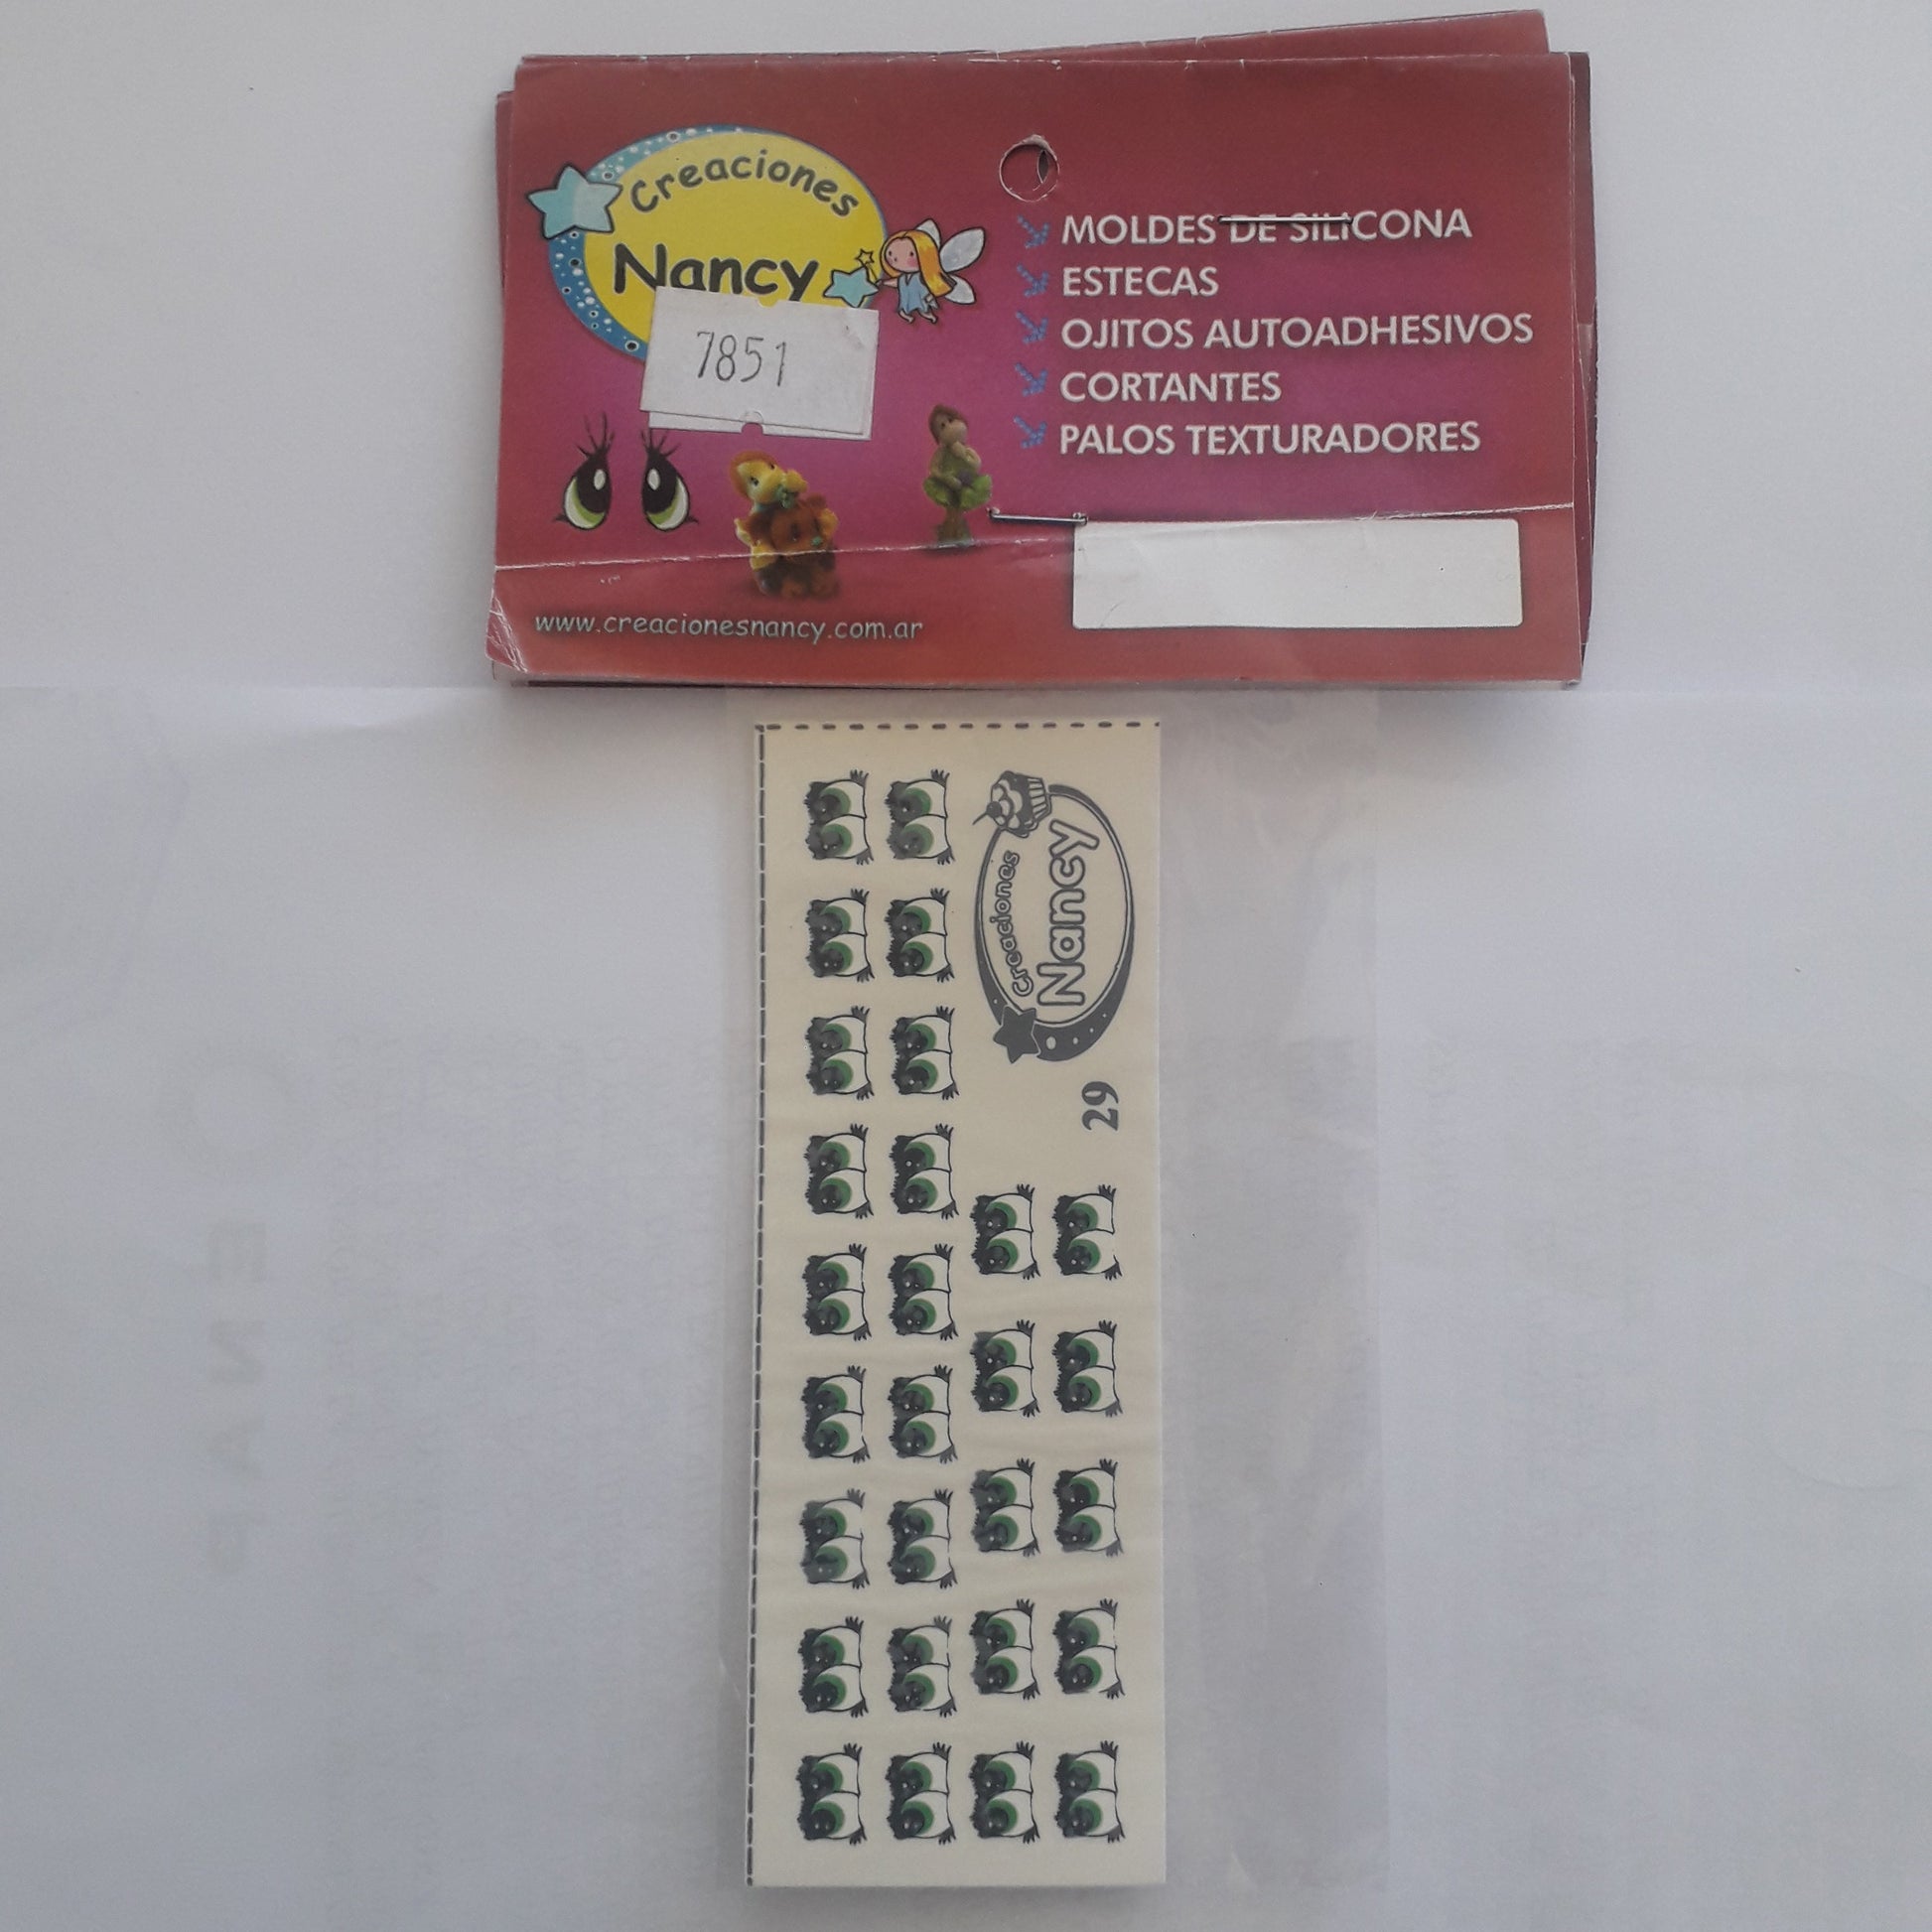 Creaciones
Nancy
7851
MOLDES DE SILICONA
ESTECAS
OJITOS AUTOADHESIVOS
CORTANTES
PALOS TEXTURADORES
www.creacionesnancy.com.ar
Creaciones
Nancy
29